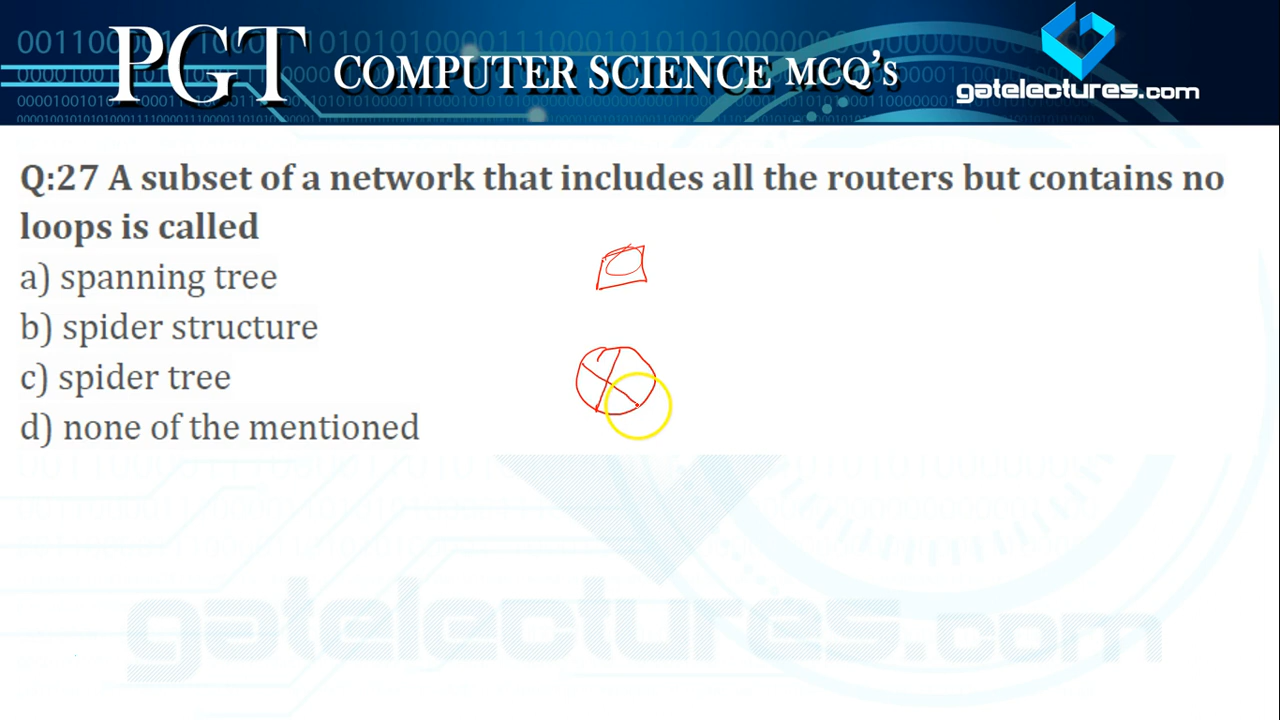 PGT COMPUTER SCIENCE MCQ's
gatelectures.com
Q:27 A subset of a network that includes all the routers but contains no
loops is called
a) spanning tree
b) spider structure
c) spider tree
d) none of the mentioned
gatelectures.com